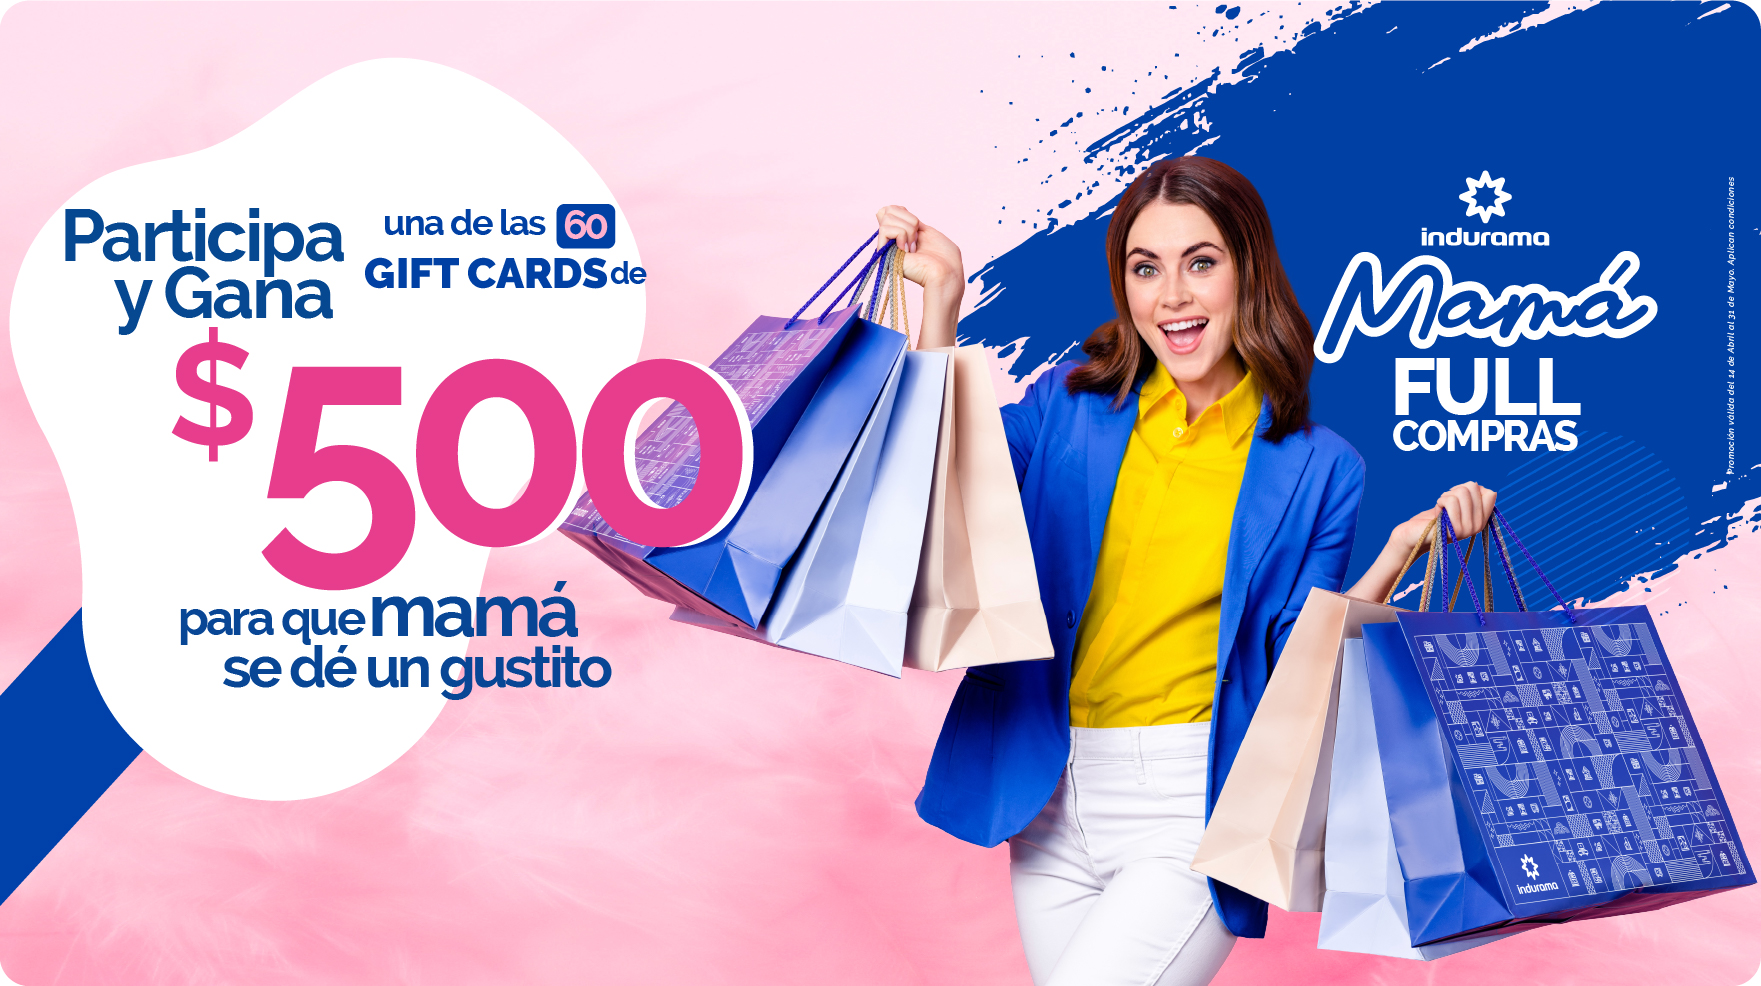 Participa
y Gana
una de las 60
GIFT CARDS de
$500
para que mamá
se dé un gustito
indurama
Mamá
FULL
COMPRAS
Promoción válida del 14 de Abril al 31 de Mayo. Aplican condiciones
indurama